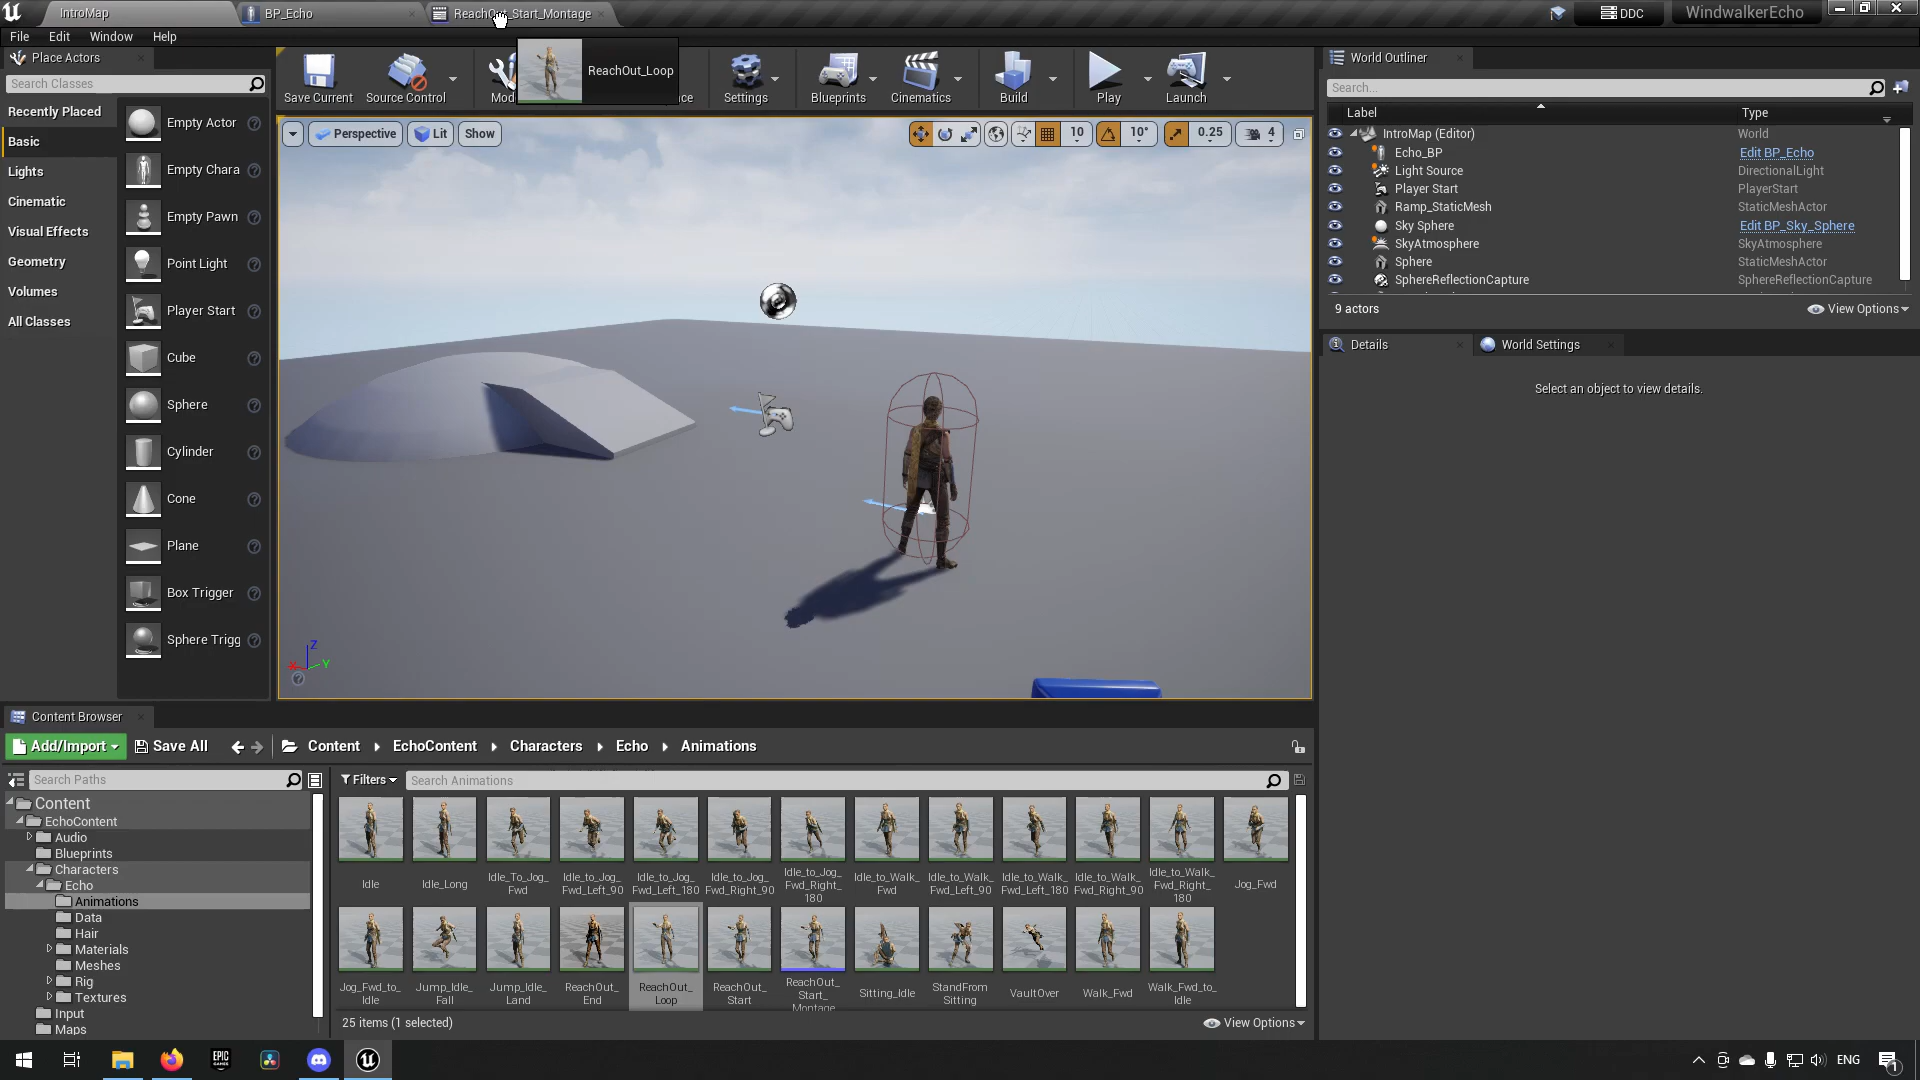 IntroMap
BP_Echo
ReachOut_Start_Montage
DDC
WindwalkerEcho
File
Edit
Window
Help
Place Actors
Search Classes
Recently Placed
Basic
Lights
Cinematic
Visual Effects
Geometry
Volumes
All Classes
Empty Actor
Empty Chara
Empty Pawn
Point Light
Player Start
Cube
Sphere
Cylinder
Cone
Plane
Box Trigger
Sphere Trigg
Save Current
Source Control
ReachOut_Loop
Settings
Blueprints
Cinematics
Build
Play
Launch
Perspective
Lit
Show
10
10°
0.25
4
Z
X
Y
World Outliner
Search...
Label
Type
IntroMap (Editor)
World
Echo_BP
Edit BP_Echo
Light Source
DirectionalLight
Player Start
PlayerStart
Ramp_StaticMesh
StaticMeshActor
Sky Sphere
Edit BP_Sky_Sphere
SkyAtmosphere
SkyAtmosphere
Sphere
StaticMeshActor
SphereReflectionCapture
SphereReflectionCapture
9 actors
View Options
Details
World Settings
Select an object to view details.
Content Browser
Add/Import
Save All
Content
EchoContent
Characters
Echo
Animations
Search Paths
Filters
Search Animations
Content
EchoContent
Audio
Blueprints
Characters
Echo
Animations
Data
Hair
Materials
Meshes
Rig
Textures
Input
Maps
Idle
Idle_Long
Idle_To_Jog_
Fwd
Idle_to_Jog_
Fwd_Left_90
Idle_to_Jog_
Fwd_Left_180
Idle_to_Jog_
Fwd_Right_90
Idle_to_Jog_
Fwd_Right_
180
Idle_to_Walk_
Fwd
Idle_to_Walk_
Fwd_Left_90
Idle_to_Walk_
Fwd_Left_180
Idle_to_Walk_
Fwd_Right_90
Idle_to_Walk_
Fwd_Right_
180
Jog_Fwd
Jog_Fwd_to_
Idle
Jump_Idle_
Fall
Jump_Idle_
Land
ReachOut_
End
ReachOut_
Loop
ReachOut_
Start
ReachOut_
Start_
Montage
Sitting_Idle
StandFrom
Sitting
VaultOver
Walk_Fwd
Walk_Fwd_to_
Idle
25 items (1 selected)
View Options
EPIC
GAMES
ENG
1